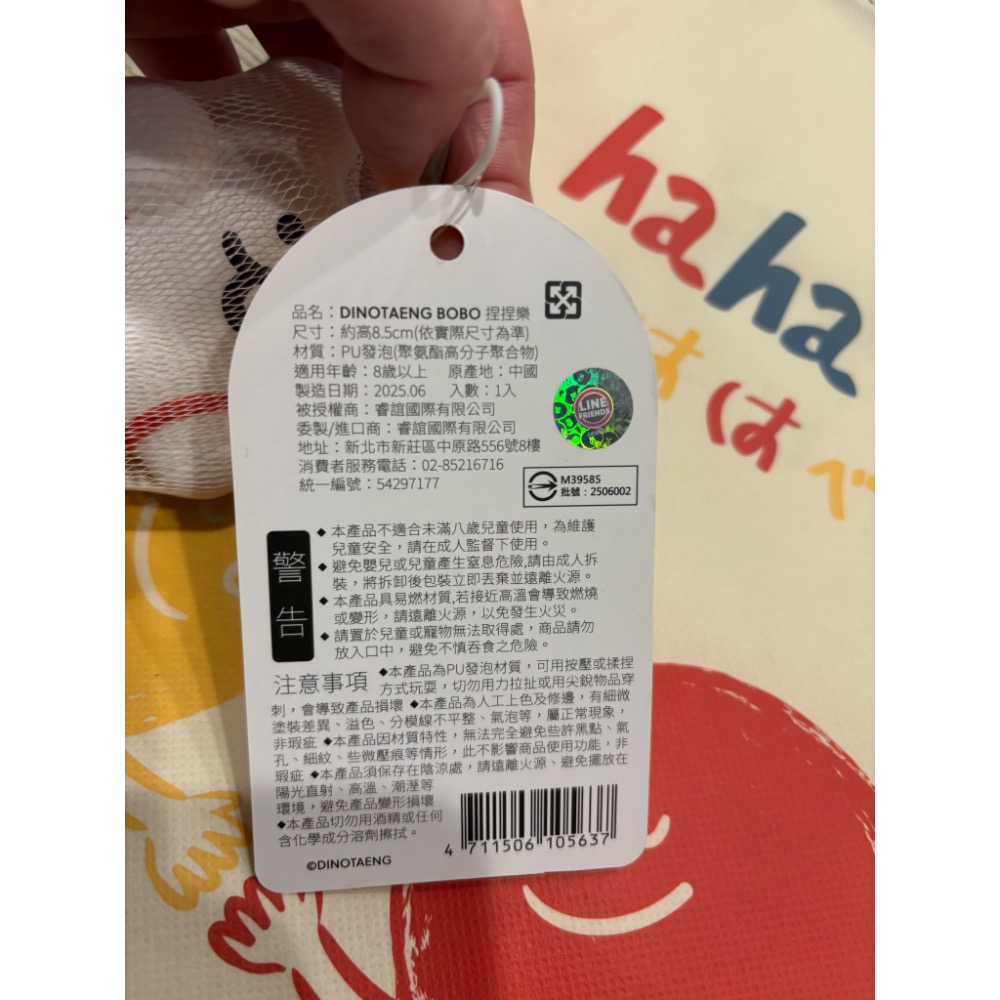 haha
はははべ
品名：DINOTAENG BOBO 捏捏樂
尺寸：約高8.5cm(依實際尺寸為準)
材質：PU發泡(聚氨酯高分子聚合物)
適用年齡：8歲以上 原產地：中國
製造日期：2025.06 入數：1入
被授權商：睿誼國際有限公司
委製/進口商：睿誼國際有限公司
地址：新北市新莊區中原路556號8樓
消費者服務電話：02-85216716
統一編號：54297177
LINE
FRIENDS
M39585
批號：2506002
警告
◆本產品不適合未滿八歲兒童使用，為維護
兒童安全，請在成人監督下使用。
◆避免嬰兒或兒童產生窒息危險,請由成人拆
裝，將拆卸後包裝立即丟棄並遠離火源。
◆本產品具易燃材質,若接近高溫會導致燃燒
或變形，請遠離火源，以免發生火災。
◆請置於兒童或寵物無法取得處，商品請勿
放入口中，避免不慎吞食之危險。
注意事項 ◆本產品為PU發泡材質，可用按壓或揉捏
方式玩耍，切勿用力拉扯或用尖銳物品穿
刺，會導致產品損壞 ◆本產品為人工上色及修邊，有細微
塗裝差異、溢色、分模線不平整、氣泡等，屬正常現象，
非瑕疵 ◆本產品因材質特性，無法完全避免些許黑點、氣
孔、細紋、些微壓痕等情形，此不影響商品使用功能，非
瑕疵 ◆本產品須保存在陰涼處，請遠離火源、避免擺放在
陽光直射、高溫、潮溼等
環境，避免產品變形損壞
◆本產品切勿用酒精或任何
含化學成分溶劑擦拭。
4 711506 105637
©DINOTAENG